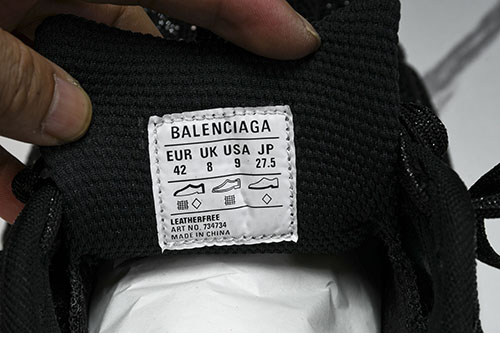 BALENCIAGA
EUR UK USA JP
42 8 9 27.5
LEATHERFREE
ART NO. 734734
MADE IN CHINA